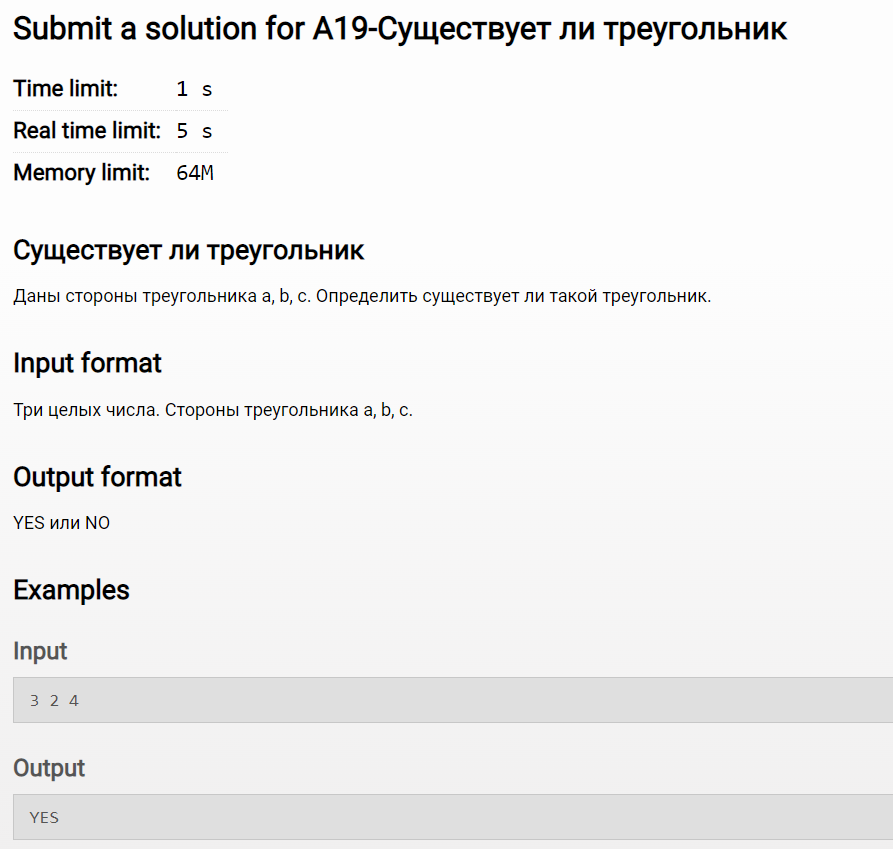 Submit a solution for A19-Существует ли треугольник
Time limit: 1 s
Real time limit: 5 s
Memory limit: 64M
Существует ли треугольник
Даны стороны треугольника a, b, c. Определить существует ли такой треугольник.
Input format
Три целых числа. Стороны треугольника a, b, c.
Output format
YES или NO
Examples
Input
3 2 4
Output
YES